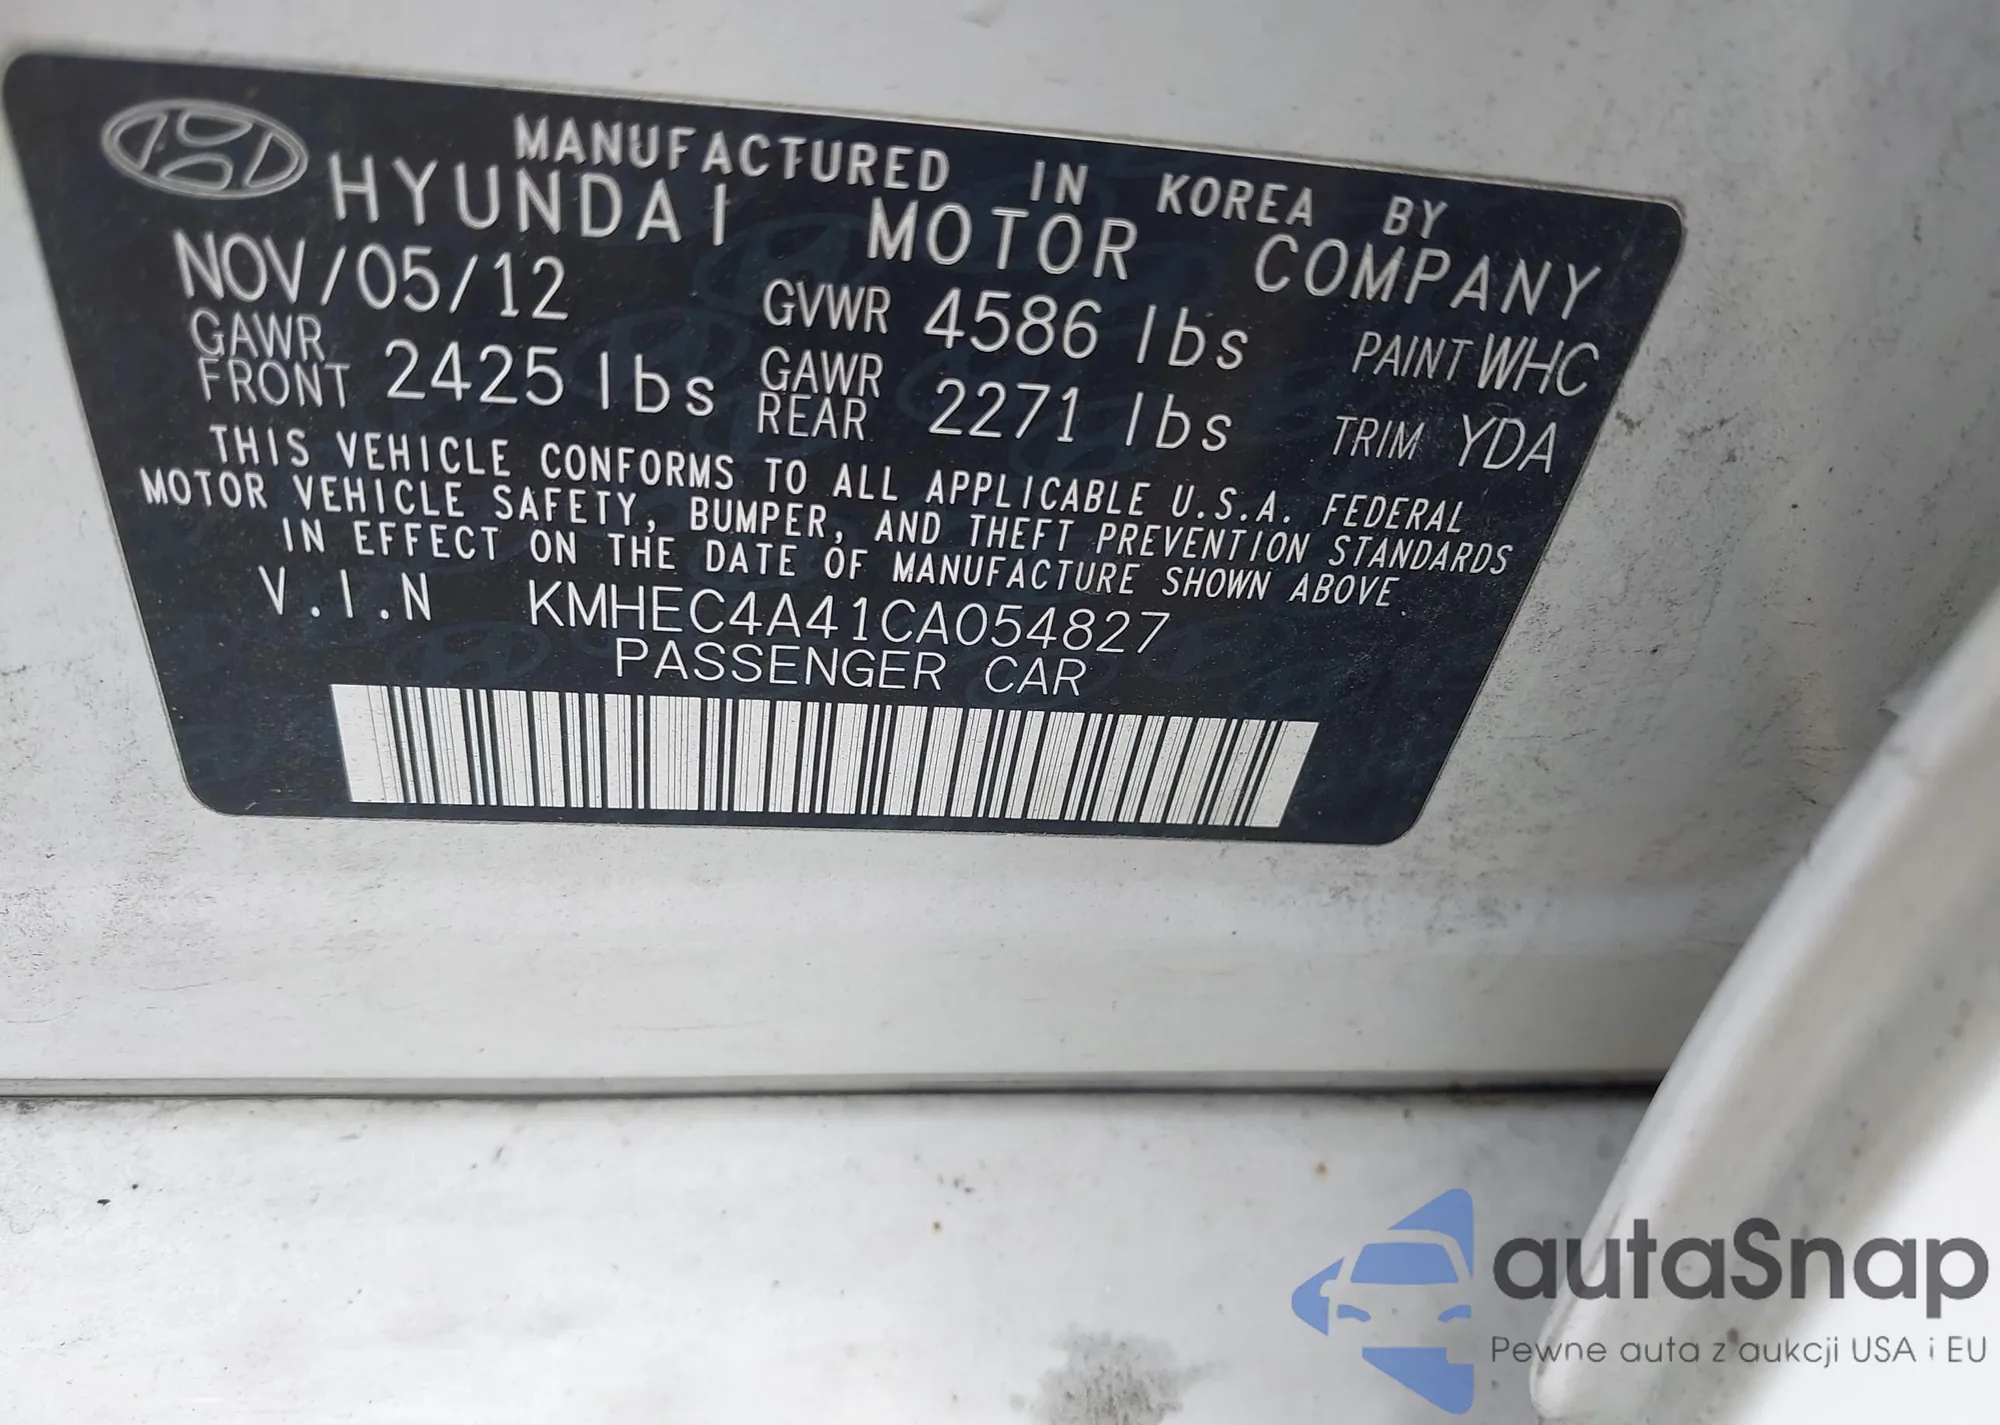 MANUFACTURED IN KOREA BY
HYUNDAI MOTOR COMPANY
NOV/05/12 GVWR 4586 lbs PAINT WHC
GAWR FRONT 2425 lbs GAWR REAR 2271 lbs TRIM YDA
THIS VEHICLE CONFORMS TO ALL APPLICABLE U.S.A. FEDERAL
MOTOR VEHICLE SAFETY, BUMPER, AND THEFT PREVENTION STANDARDS
IN EFFECT ON THE DATE OF MANUFACTURE SHOWN ABOVE
V.I.N KMHEC4A41CA054827
PASSENGER CAR
autaSnap
Pewne auta z aukcji USA i EU